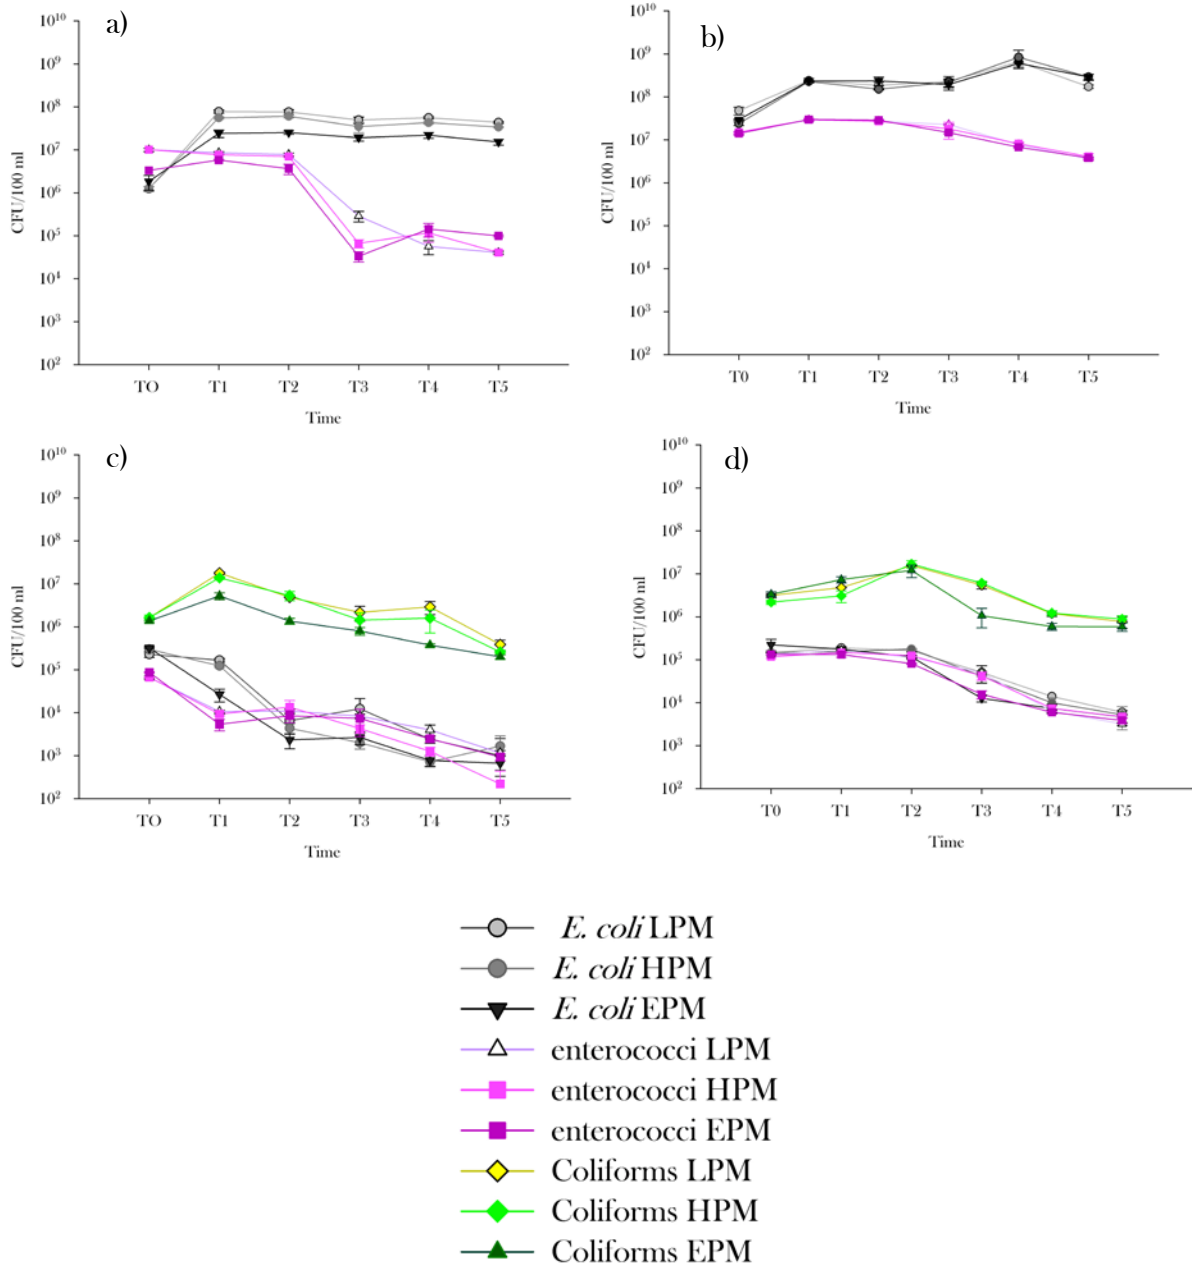 a)
10¹⁰
10⁹
10⁸
10⁷
10⁶
10⁵
10⁴
10³
10²
CFU/100 ml
TO T1 T2 T3 T4 T5
Time
b)
10¹⁰
10⁹
10⁸
10⁷
10⁶
10⁵
10⁴
10³
10²
CFU/100 ml
T0 T1 T2 T3 T4 T5
Time
c)
10¹⁰
10⁹
10⁸
10⁷
10⁶
10⁵
10⁴
10³
10²
CFU/100 ml
TO T1 T2 T3 T4 T5
Time
d)
10¹⁰
10⁹
10⁸
10⁷
10⁶
10⁵
10⁴
10³
10²
CFU/100 ml
T0 T1 T2 T3 T4 T5
Time
E. coli LPM
E. coli HPM
E. coli EPM
enterococci LPM
enterococci HPM
enterococci EPM
Coliforms LPM
Coliforms HPM
Coliforms EPM